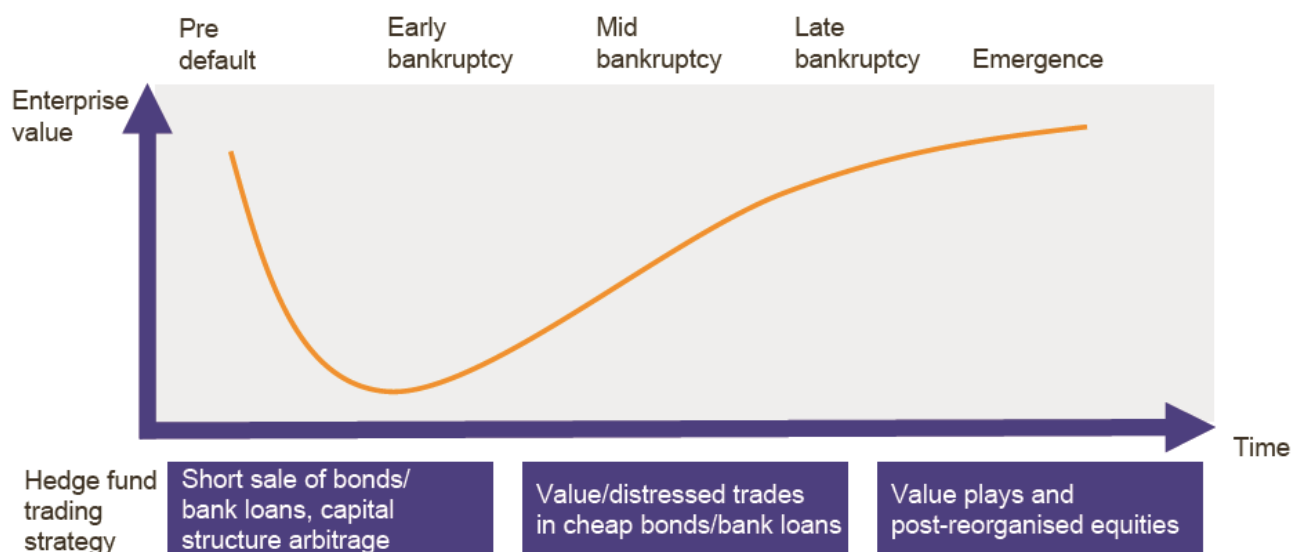 Pre
default
Early
bankruptcy
Mid
bankruptcy
Late
bankruptcy
Emergence
Enterprise
value
Time
Hedge fund
trading
strategy
Short sale of bonds/
bank loans, capital
structure arbitrage
Value/distressed trades
in cheap bonds/bank loans
Value plays and
post-reorganised equities